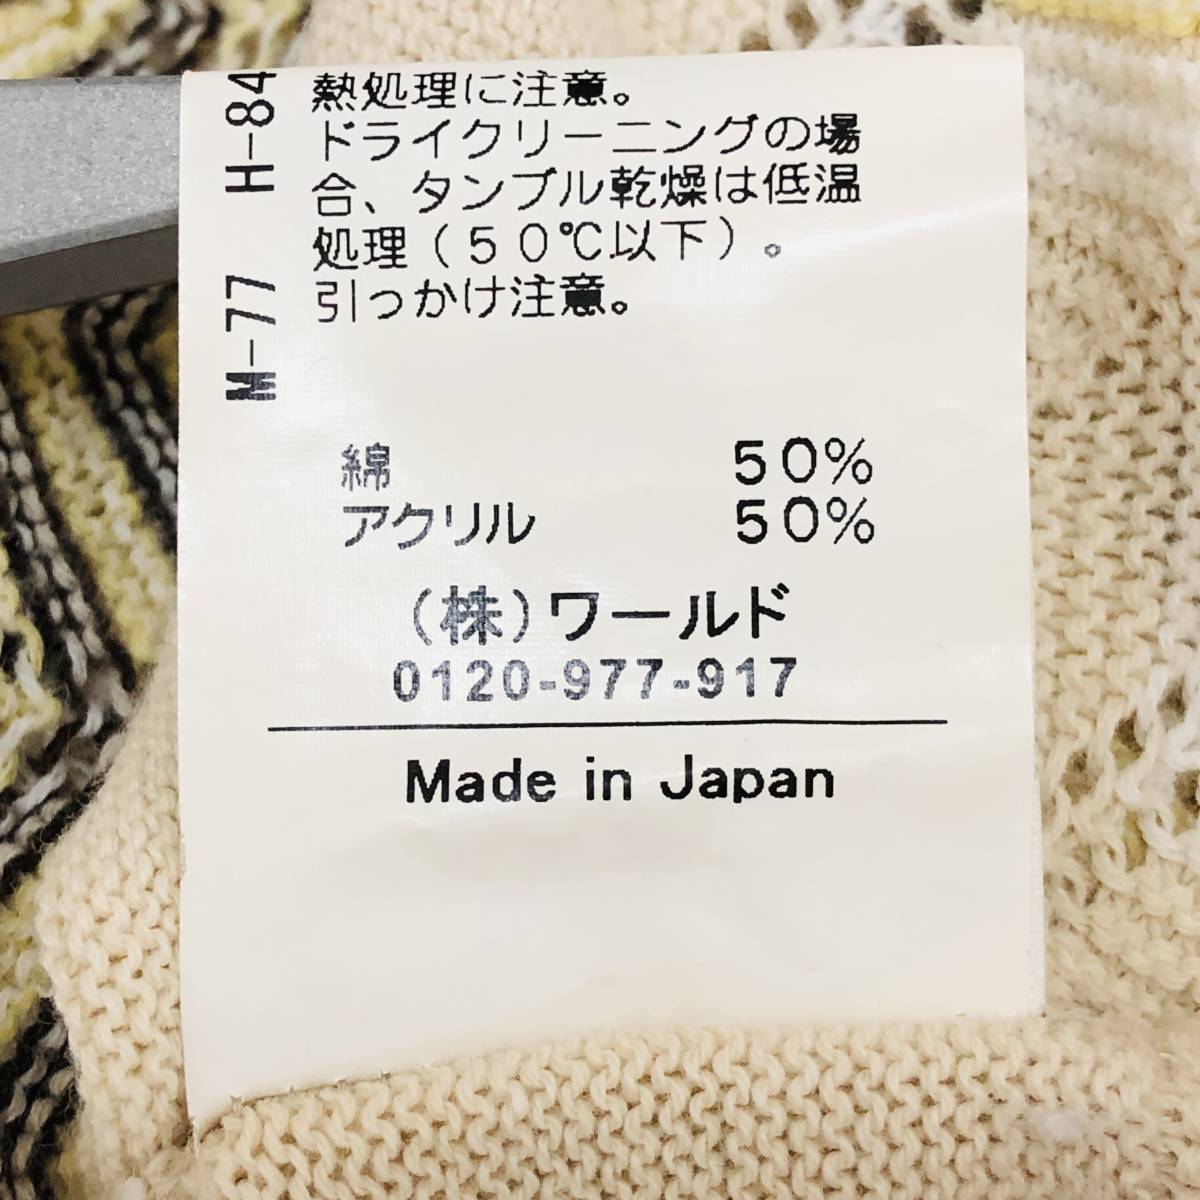 熱処理に注意。
ドライクリーニングの場
合、タンブル乾燥は低温
処理(50℃以下)。
引っかけ注意。
M-77 H-84
綿 50%
アクリル 50%
(株)ワールド
0120-977-917
Made in Japan